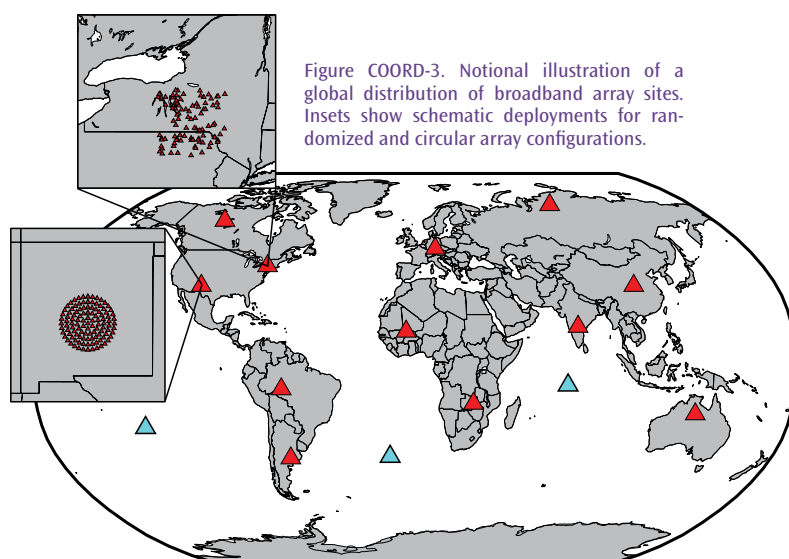 Figure COORD-3. Notional illustration of a
global distribution of broadband array sites.
Insets show schematic deployments for ran-
domized and circular array configurations.